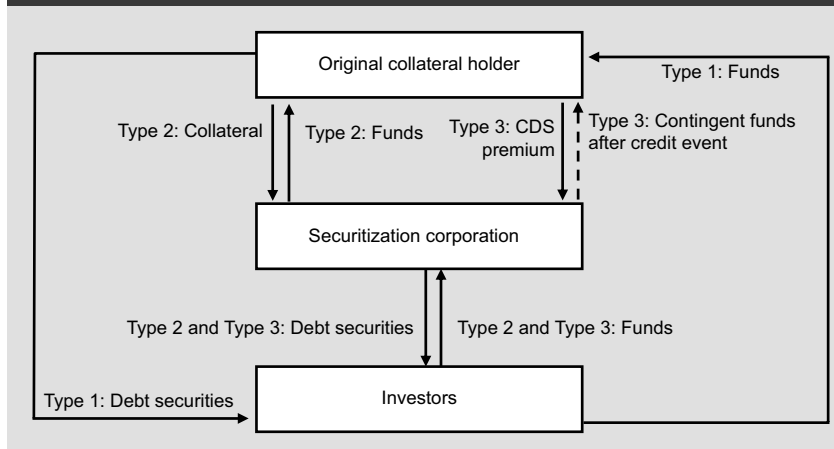 Original collateral holder
Type 1: Funds
Type 2: Collateral
Type 2: Funds
Type 3: CDS
premium
Type 3: Contingent funds
after credit event
Securitization corporation
Type 2 and Type 3: Debt securities
Type 2 and Type 3: Funds
Investors
Type 1: Debt securities